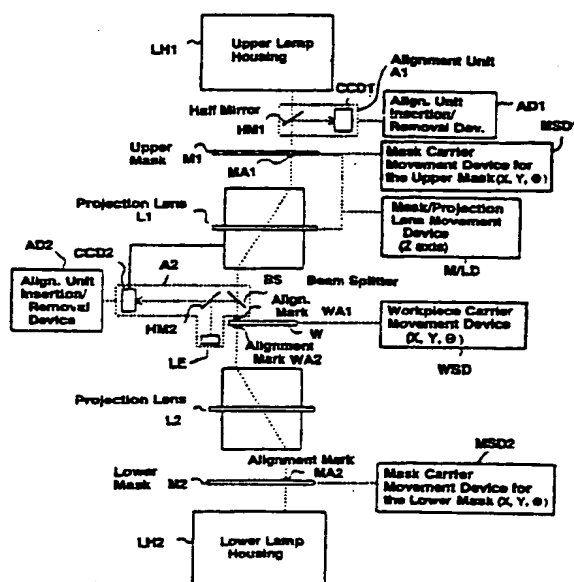 LH1
Upper Lamp
Housing
Alignment Unit
A1
CCD1
Half Mirror
HM1
Align. Unit
Insertion/
Removal Dev.
AD1
MSD1
Upper
Mask
M1
MA1
Mask Carrier
Movement Device for
the Upper Mask (X, Y, Θ)
Projection Lens
L1
Mask/Projection
Lens Movement
Device
(Z axis)
M/LD
AD2
CCD2
A2
Align. Unit
Insertion/
Removal
Device
BS
Beam Splitter
HM2
LE
Align.
Mark
WA1
W
Alignment
Mark WA2
Workpiece Carrier
Movement Device
(X, Y, Θ)
WSD
Projection Lens
L2
Alignment Mark
MA2
Lower
Mask
M2
MSD2
Mask Carrier
Movement Device for
the Lower Mask (X, Y, Θ)
LH2
Lower Lamp
Housing